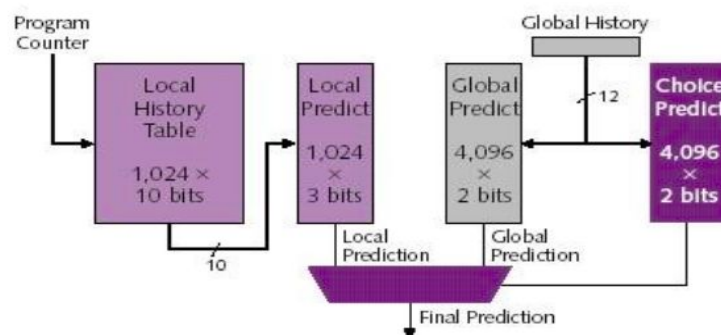 Program
Counter
Global History
Local
History
Table
1,024 ×
10 bits
Local
Predict
1,024
×
3 bits
Global
Predict
4,096
×
2 bits
12
Choice
Predict
4,096
×
2 bits
10
Local
Prediction
Global
Prediction
Final Prediction